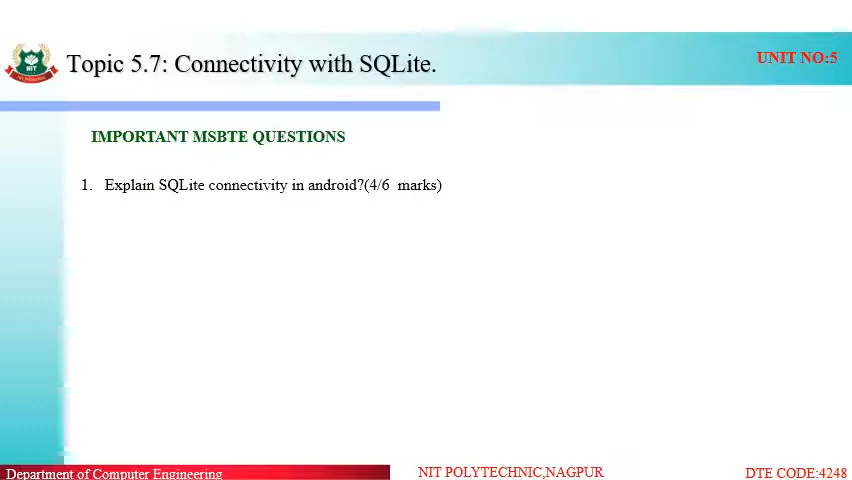 Topic 5.7: Connectivity with SQLite.
UNIT NO:5
NIT
IMPORTANT MSBTE QUESTIONS
1. Explain SQLite connectivity in android?(4/6 marks)
Department of Computer Engineering
NIT POLYTECHNIC,NAGPUR
DTE CODE:4248